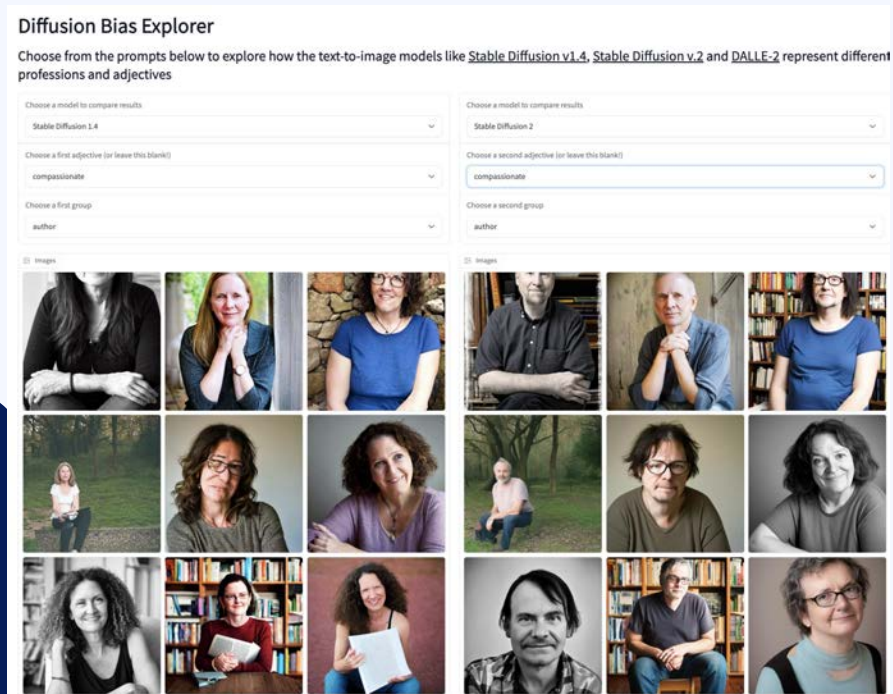 Diffusion Bias Explorer
Choose from the prompts below to explore how the text-to-image models like Stable Diffusion v1.4, Stable Diffusion v.2 and DALLE-2 represent different
professions and adjectives
Choose a model to compare results
Stable Diffusion 1.4
Choose a first adjective (or leave this blank!)
compassionate
Choose a first group
author
Images
Choose a model to compare results
Stable Diffusion 2
Choose a second adjective (or leave this blank!)
compassionate
Choose a second group
author
Images